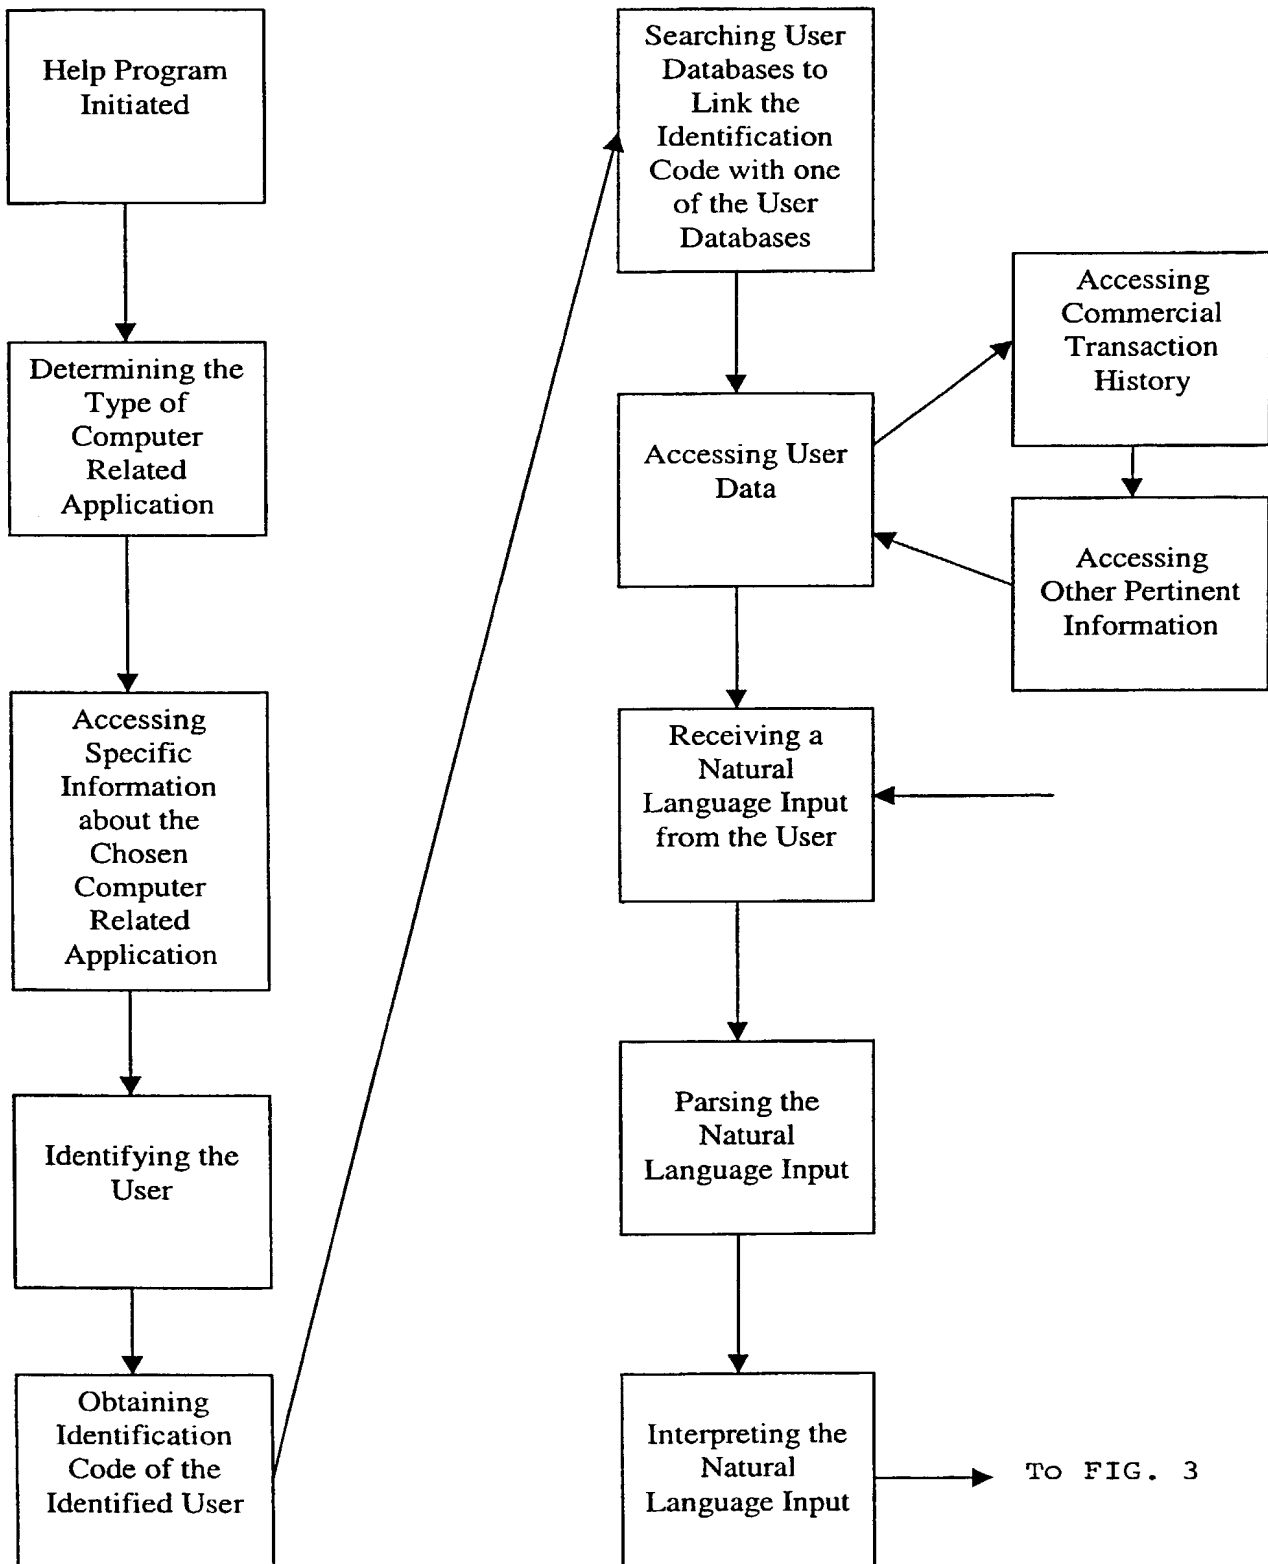 Help Program
Initiated
Determining the
Type of
Computer
Related
Application
Accessing
Specific
Information
about the
Chosen
Computer
Related
Application
Identifying the
User
Obtaining
Identification
Code of the
Identified User
Searching User
Databases to
Link the
Identification
Code with one
of the User
Databases
Accessing User
Data
Accessing
Commercial
Transaction
History
Accessing
Other Pertinent
Information
Receiving a
Natural
Language Input
from the User
Parsing the
Natural
Language Input
Interpreting the
Natural
Language Input
To FIG. 3